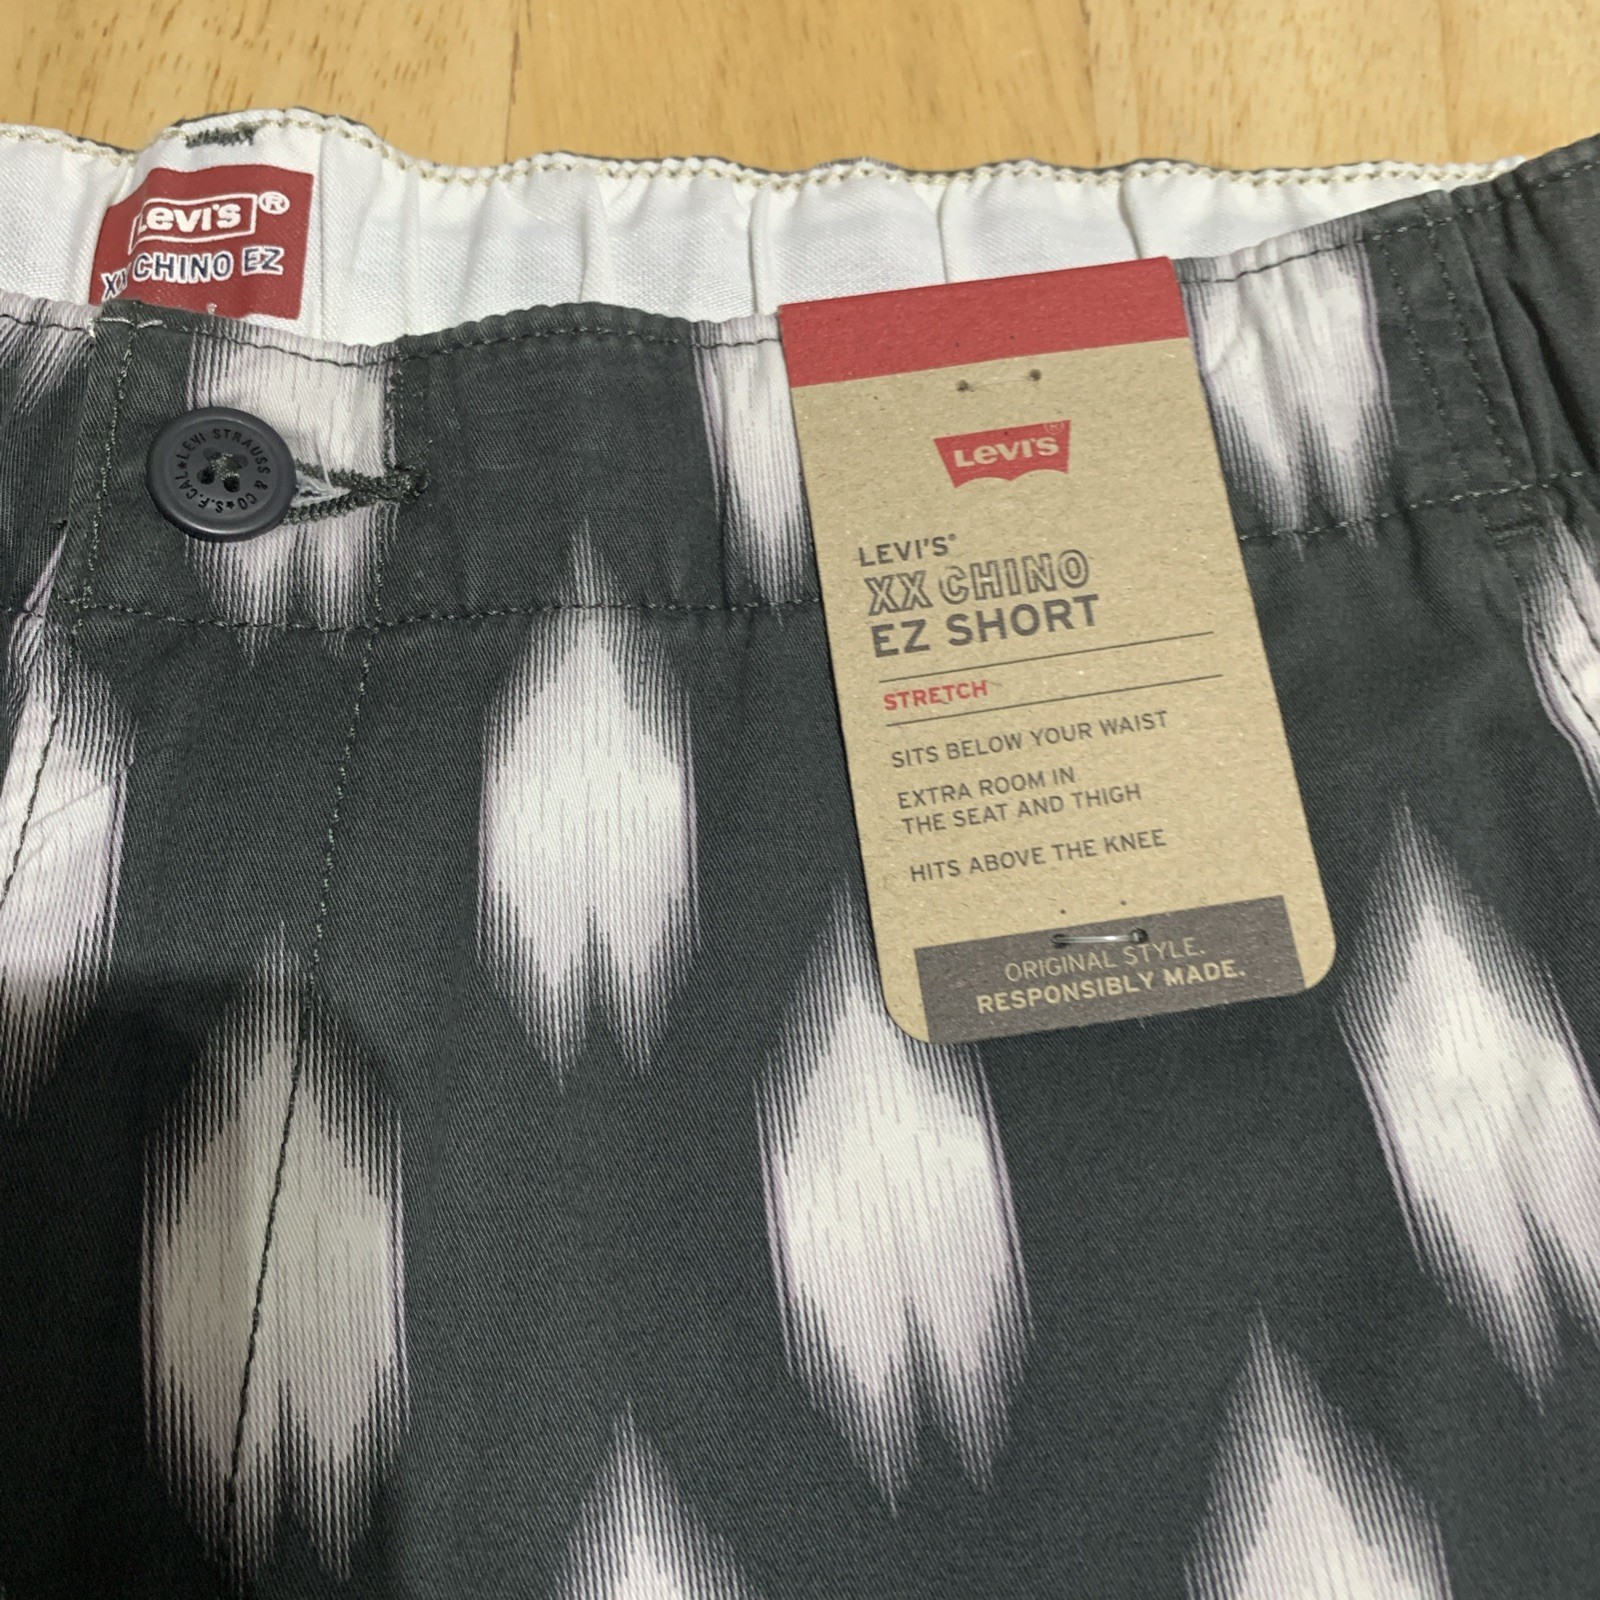 Levi's®
XX CHINO EZ
LEVI STRAUSS & CO ★ S.F. CAL ★
LEVI'S®
LEVI'S®
XX CHINO
EZ SHORT
STRETCH
SITS BELOW YOUR WAIST
EXTRA ROOM IN
THE SEAT AND THIGH
HITS ABOVE THE KNEE
ORIGINAL STYLE.
RESPONSIBLY MADE.